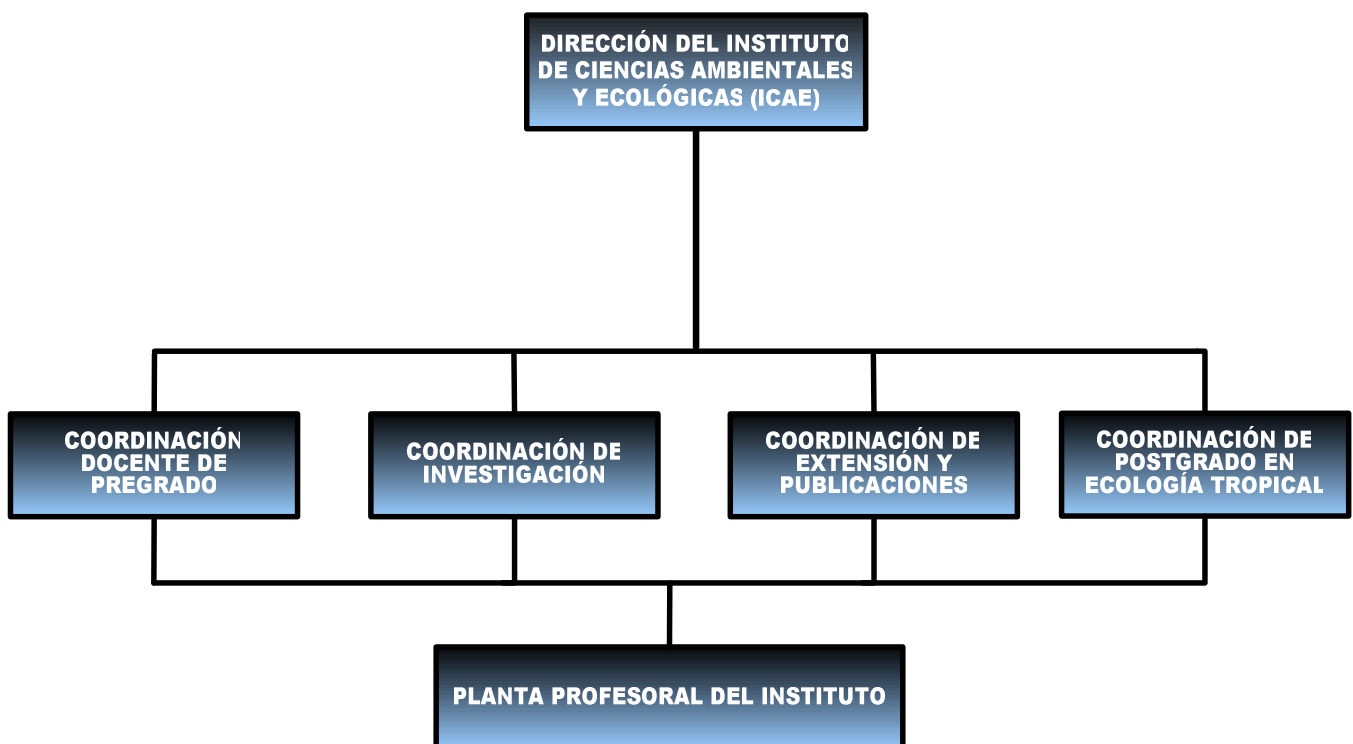 DIRECCIÓN DEL INSTITUTO
DE CIENCIAS AMBIENTALES
Y ECOLÓGICAS (ICAE)
COORDINACIÓN
DOCENTE DE
PREGRADO
COORDINACIÓN DE
INVESTIGACIÓN
COORDINACIÓN DE
EXTENSIÓN Y
PUBLICACIONES
COORDINACIÓN DE
POSTGRADO EN
ECOLOGÍA TROPICAL
PLANTA PROFESORAL DEL INSTITUTO